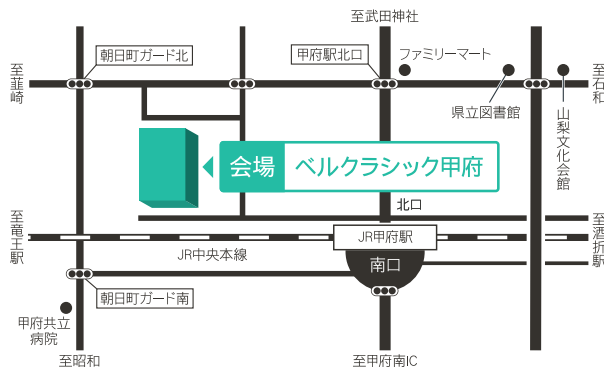 至武田神社
朝日町ガード北
甲府駅北口
ファミリーマート
至韮崎
至石和
県立図書館
山梨文化会館
会場
ベルクラシック甲府
北口
至竜王駅
JR甲府駅
至酒折駅
JR中央本線
南口
朝日町ガード南
甲府共立
病院
至昭和
至甲府南IC